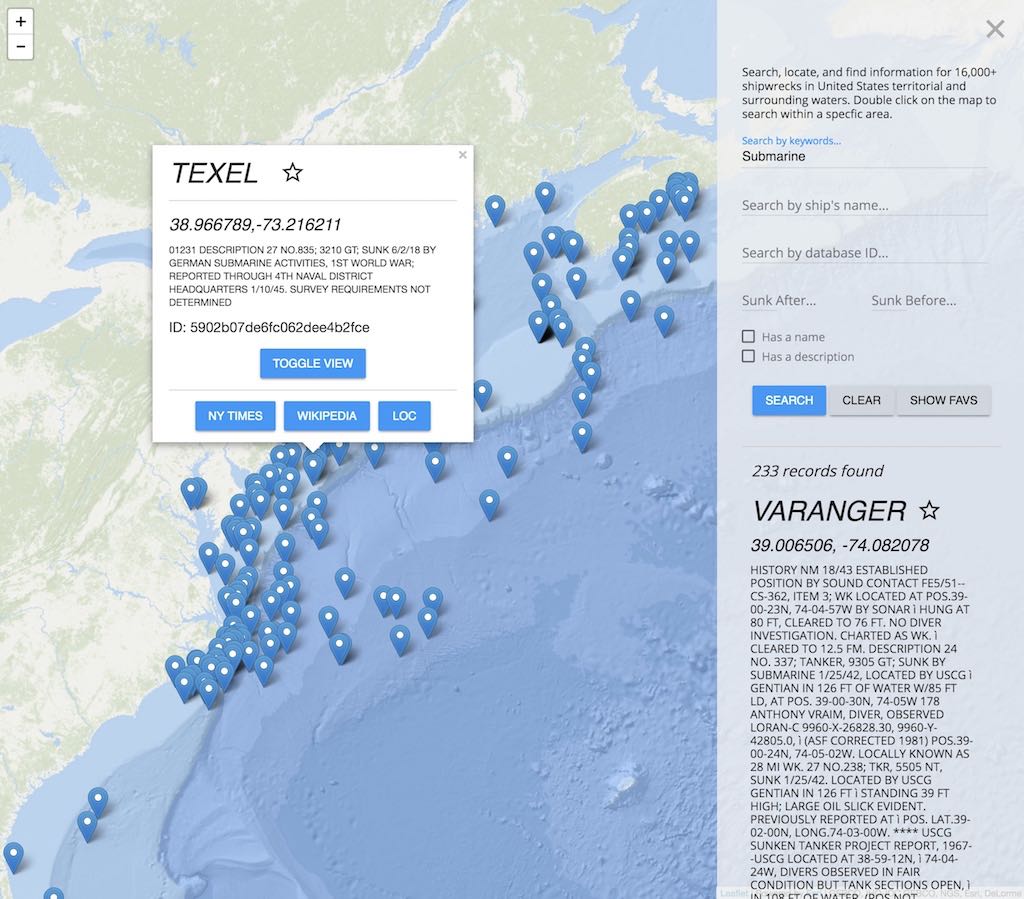 +
−
TEXEL
38.966789,-73.216211
01231 DESCRIPTION 27 NO.835; 3210 GT; SUNK 6/2/18 BY
GERMAN SUBMARINE ACTIVITIES, 1ST WORLD WAR;
REPORTED THROUGH 4TH NAVAL DISTRICT
HEADQUARTERS 1/10/45. SURVEY REQUIREMENTS NOT
DETERMINED
ID: 5902b07de6fc062dee4b2fce
TOGGLE VIEW
NY TIMES WIKIPEDIA LOC
Search, locate, and find information for 16,000+
shipwrecks in United States territorial and
surrounding waters. Double click on the map to
search within a specfic area.
Search by keywords...
Submarine
Search by ship's name...
Search by database ID...
Sunk After... Sunk Before...
Has a name
Has a description
SEARCH CLEAR SHOW FAVS
233 records found
VARANGER
39.006506, -74.082078
HISTORY NM 18/43 ESTABLISHED
POSITION BY SOUND CONTACT FE5/51--
CS-362, ITEM 3; WK LOCATED AT POS.39-
00-23N, 74-04-57W BY SONAR ì HUNG AT
80 FT, CLEARED TO 76 FT. NO DIVER
INVESTIGATION. CHARTED AS WK. ì
CLEARED TO 12.5 FM. DESCRIPTION 24
NO. 337; TANKER, 9305 GT; SUNK BY
SUBMARINE 1/25/42, LOCATED BY USCG ì
GENTIAN IN 126 FT OF WATER W/85 FT
LD, AT POS. 39-00-30N, 74-05W 178
ANTHONY VRAIM, DIVER, OBSERVED
LORAN-C 9960-X-26828.30, 9960-Y-
42805.0, ì (ASF CORRECTED 1981) POS.39-
00-24N, 74-05-02W. LOCALLY KNOWN AS
28 MI WK. 27 NO.238; TKR, 5505 NT,
SUNK 1/25/42. LOCATED BY USCG
GENTIAN IN 126 FT ì STANDING 39 FT
HIGH; LARGE OIL SLICK EVIDENT.
PREVIOUSLY REPORTED AT ì POS. LAT.39-
02-00N, LONG.74-03-00W. **** USCG
SUNKEN TANKER PROJECT REPORT, 1967-
-USCG LOCATED AT 38-59-12N, ì 74-04-
24W, DIVERS OBSERVED IN FAIR
CONDITION BUT TANK SECTIONS OPEN, ì
IN 108 FT OF WATER. (POS NOT
Leaflet NGS, Esri, DeLorme